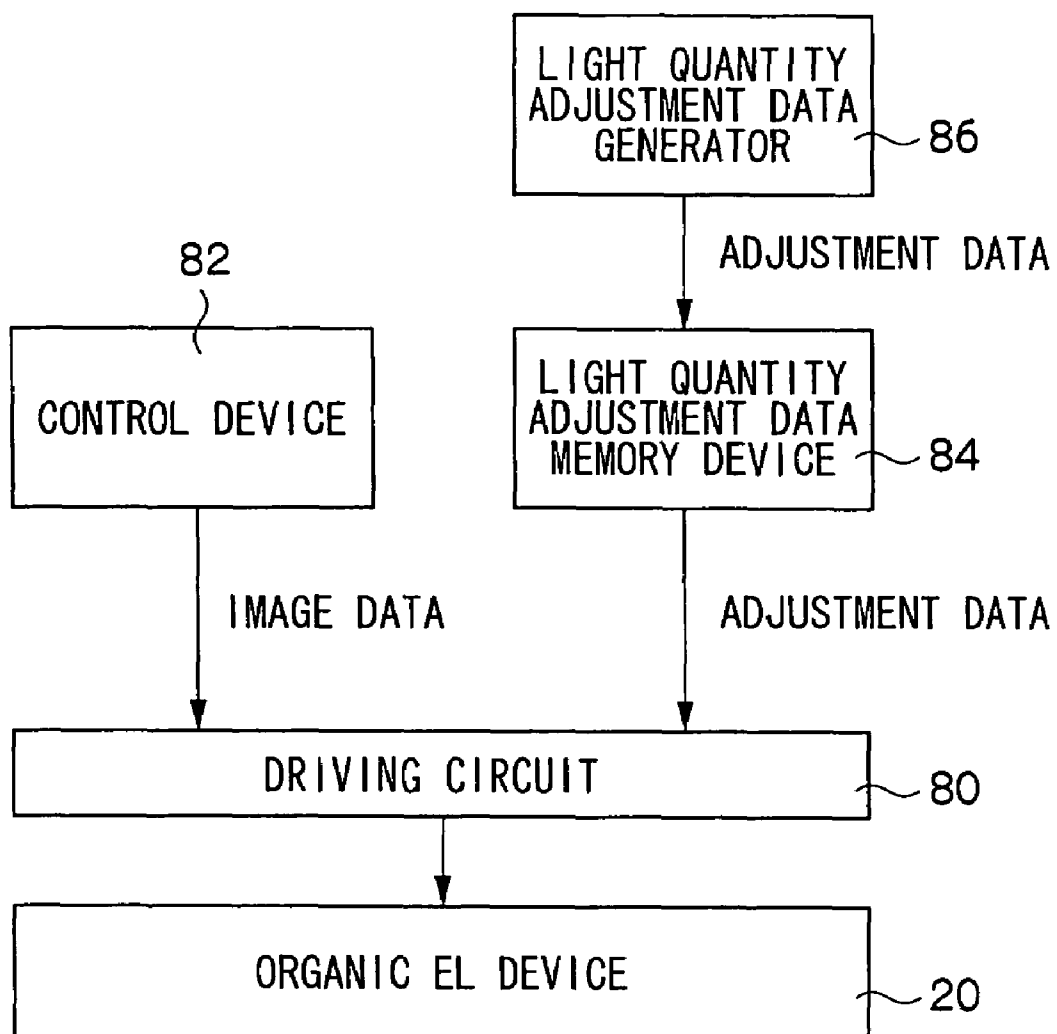 LIGHT QUANTITY
ADJUSTMENT DATA
GENERATOR
86
ADJUSTMENT DATA
82
CONTROL DEVICE
LIGHT QUANTITY
ADJUSTMENT DATA
MEMORY DEVICE
84
IMAGE DATA
ADJUSTMENT DATA
DRIVING CIRCUIT
80
ORGANIC EL DEVICE
20